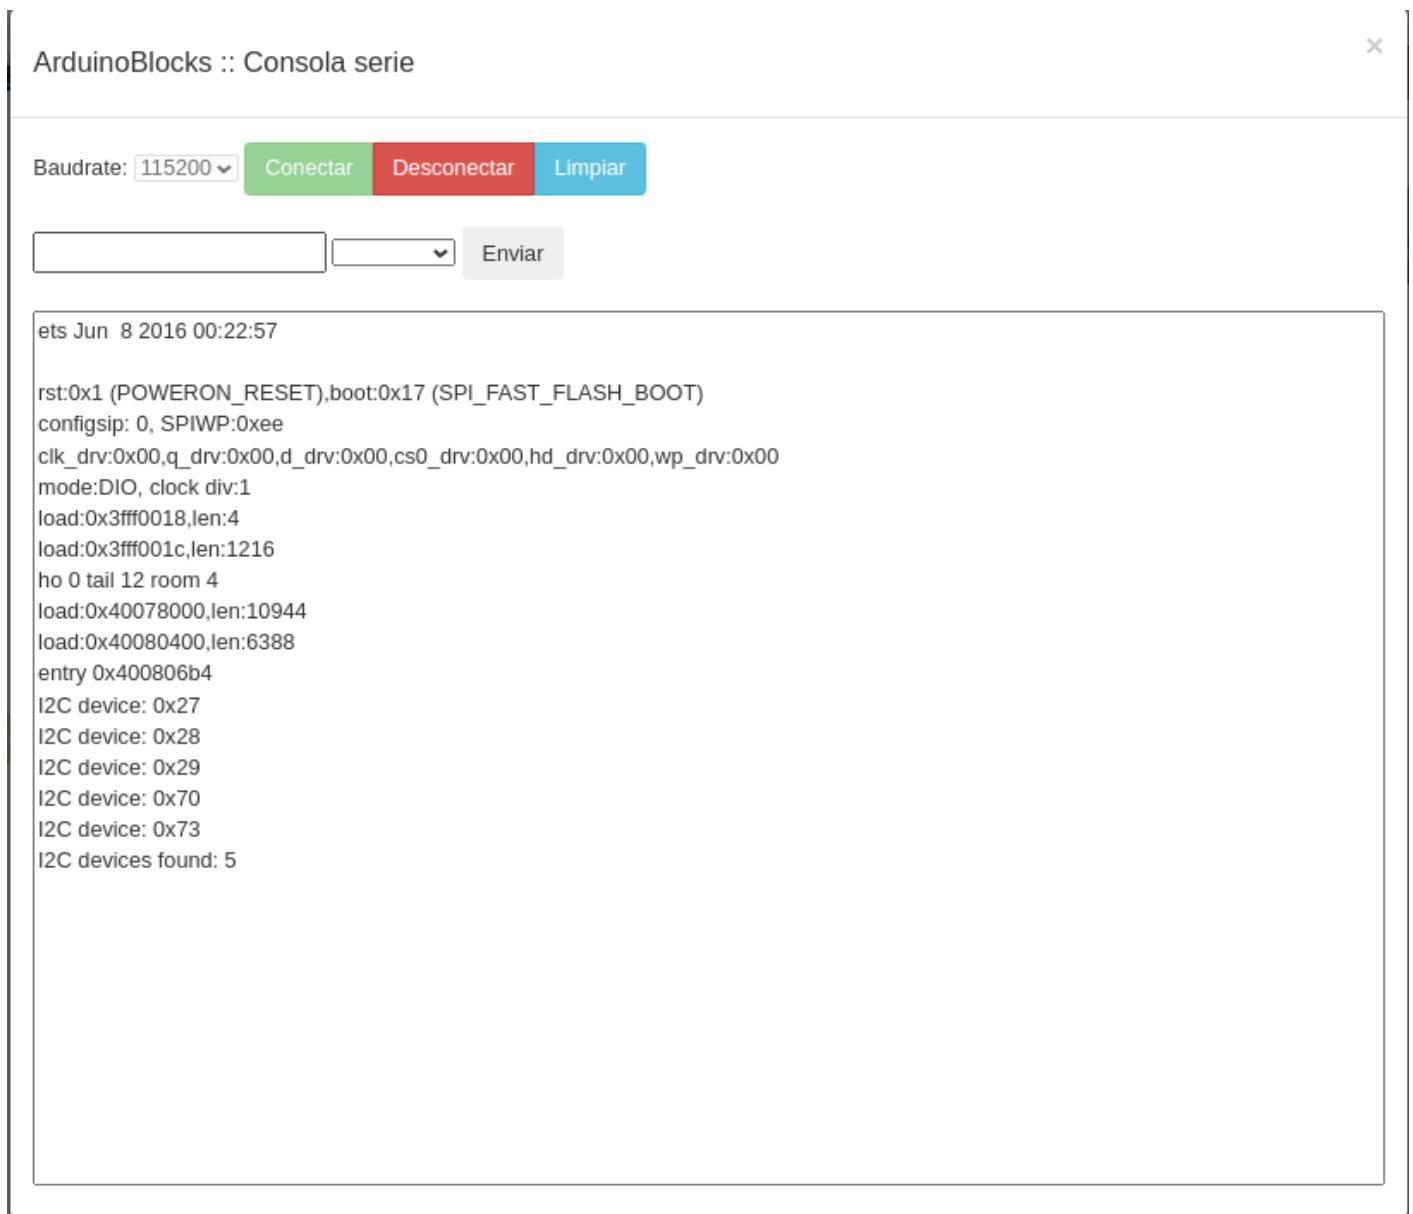 ArduinoBlocks :: Consola serie
×
Baudrate: 115200 Conectar Desconectar Limpiar
Enviar
ets Jun  8 2016 00:22:57
rst:0x1 (POWERON_RESET),boot:0x17 (SPI_FAST_FLASH_BOOT)
configsip: 0, SPIWP:0xee
clk_drv:0x00,q_drv:0x00,d_drv:0x00,cs0_drv:0x00,hd_drv:0x00,wp_drv:0x00
mode:DIO, clock div:1
load:0x3fff0018,len:4
load:0x3fff001c,len:1216
ho 0 tail 12 room 4
load:0x40078000,len:10944
load:0x40080400,len:6388
entry 0x400806b4
I2C device: 0x27
I2C device: 0x28
I2C device: 0x29
I2C device: 0x70
I2C device: 0x73
I2C devices found: 5